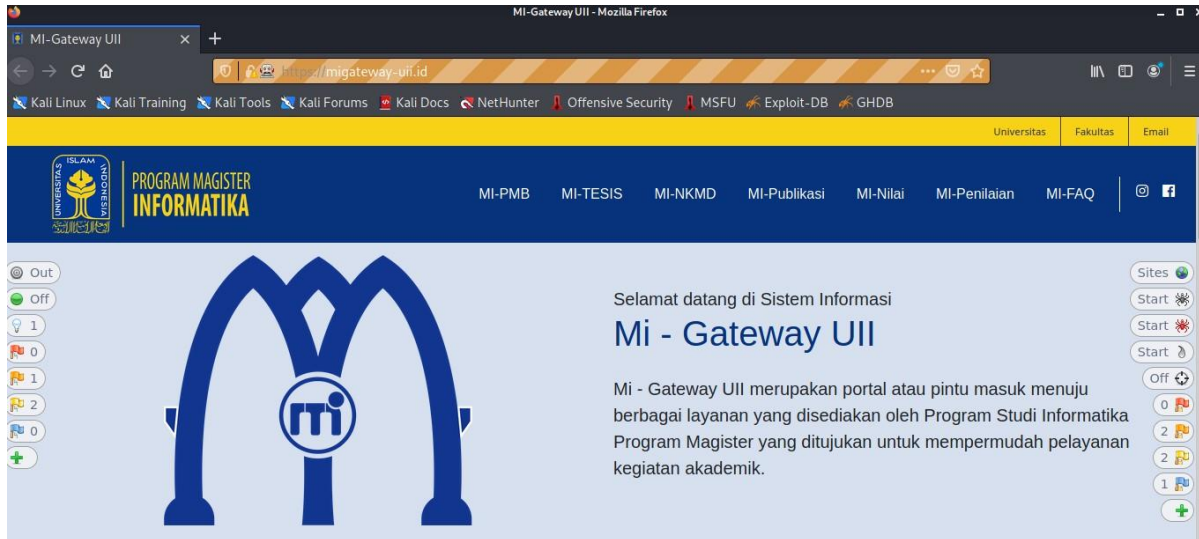 MI-Gateway UII - Mozilla Firefox
MI-Gateway UII
https://migateway-uii.id
Kali Linux Kali Training Kali Tools Kali Forums Kali Docs NetHunter Offensive Security MSFU Exploit-DB GHDB
Universitas Fakultas Email
UNIVERSITAS ISLAM INDONESIA
PROGRAM MAGISTER
INFORMATIKA
MI-PMB MI-TESIS MI-NKMD MI-Publikasi MI-Nilai MI-Penilaian MI-FAQ
Out
Off
1
0
1
2
0
mi
Selamat datang di Sistem Informasi
Mi - Gateway UII
Mi - Gateway UII merupakan portal atau pintu masuk menuju
berbagai layanan yang disediakan oleh Program Studi Informatika
Program Magister yang ditujukan untuk mempermudah pelayanan
kegiatan akademik.
Sites
Start
Start
Start
Off
0
2
2
1